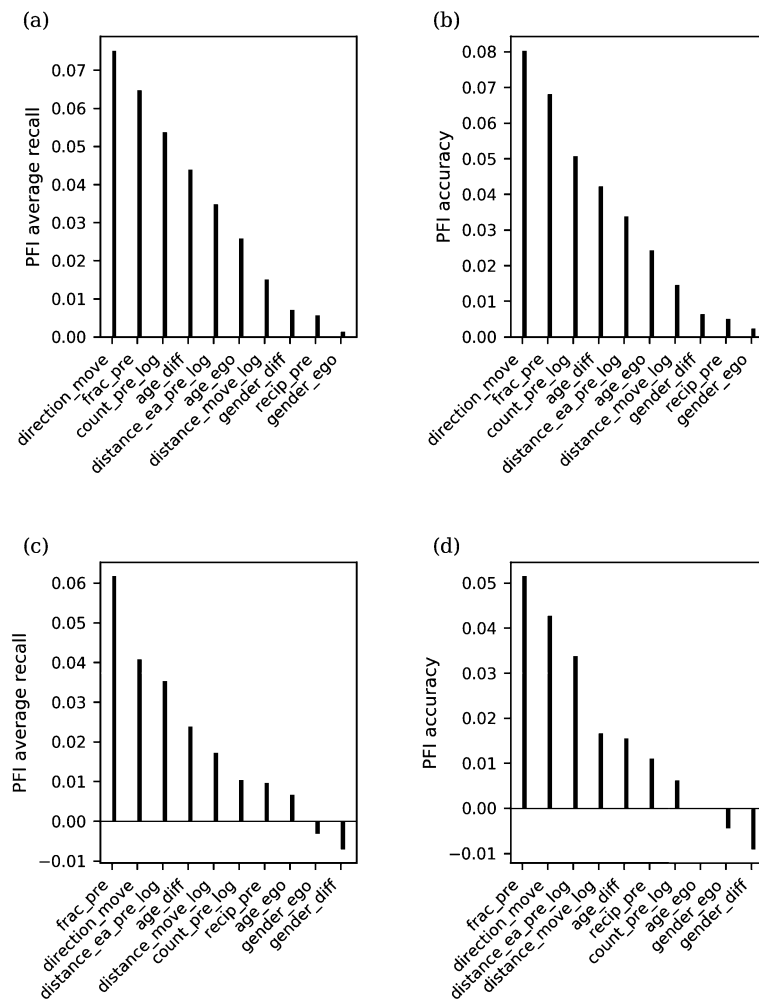 (a)
PFI average recall
0.07
0.06
0.05
0.04
0.03
0.02
0.01
0.00
direction_move
frac_pre
count_pre_log
age_diff
distance_ea_pre_log
age_ego
distance_move_log
gender_diff
recip_pre
gender_ego
(b)
PFI accuracy
0.08
0.07
0.06
0.05
0.04
0.03
0.02
0.01
0.00
direction_move
frac_pre
count_pre_log
age_diff
distance_ea_pre_log
age_ego
distance_move_log
gender_diff
recip_pre
gender_ego
(c)
PFI average recall
0.06
0.05
0.04
0.03
0.02
0.01
0.00
−0.01
frac_pre
direction_move
distance_ea_pre_log
age_diff
distance_move_log
count_pre_log
recip_pre
age_ego
gender_ego
gender_diff
(d)
PFI accuracy
0.05
0.04
0.03
0.02
0.01
0.00
−0.01
frac_pre
direction_move
distance_ea_pre_log
distance_move_log
age_diff
recip_pre
count_pre_log
age_ego
gender_ego
gender_diff